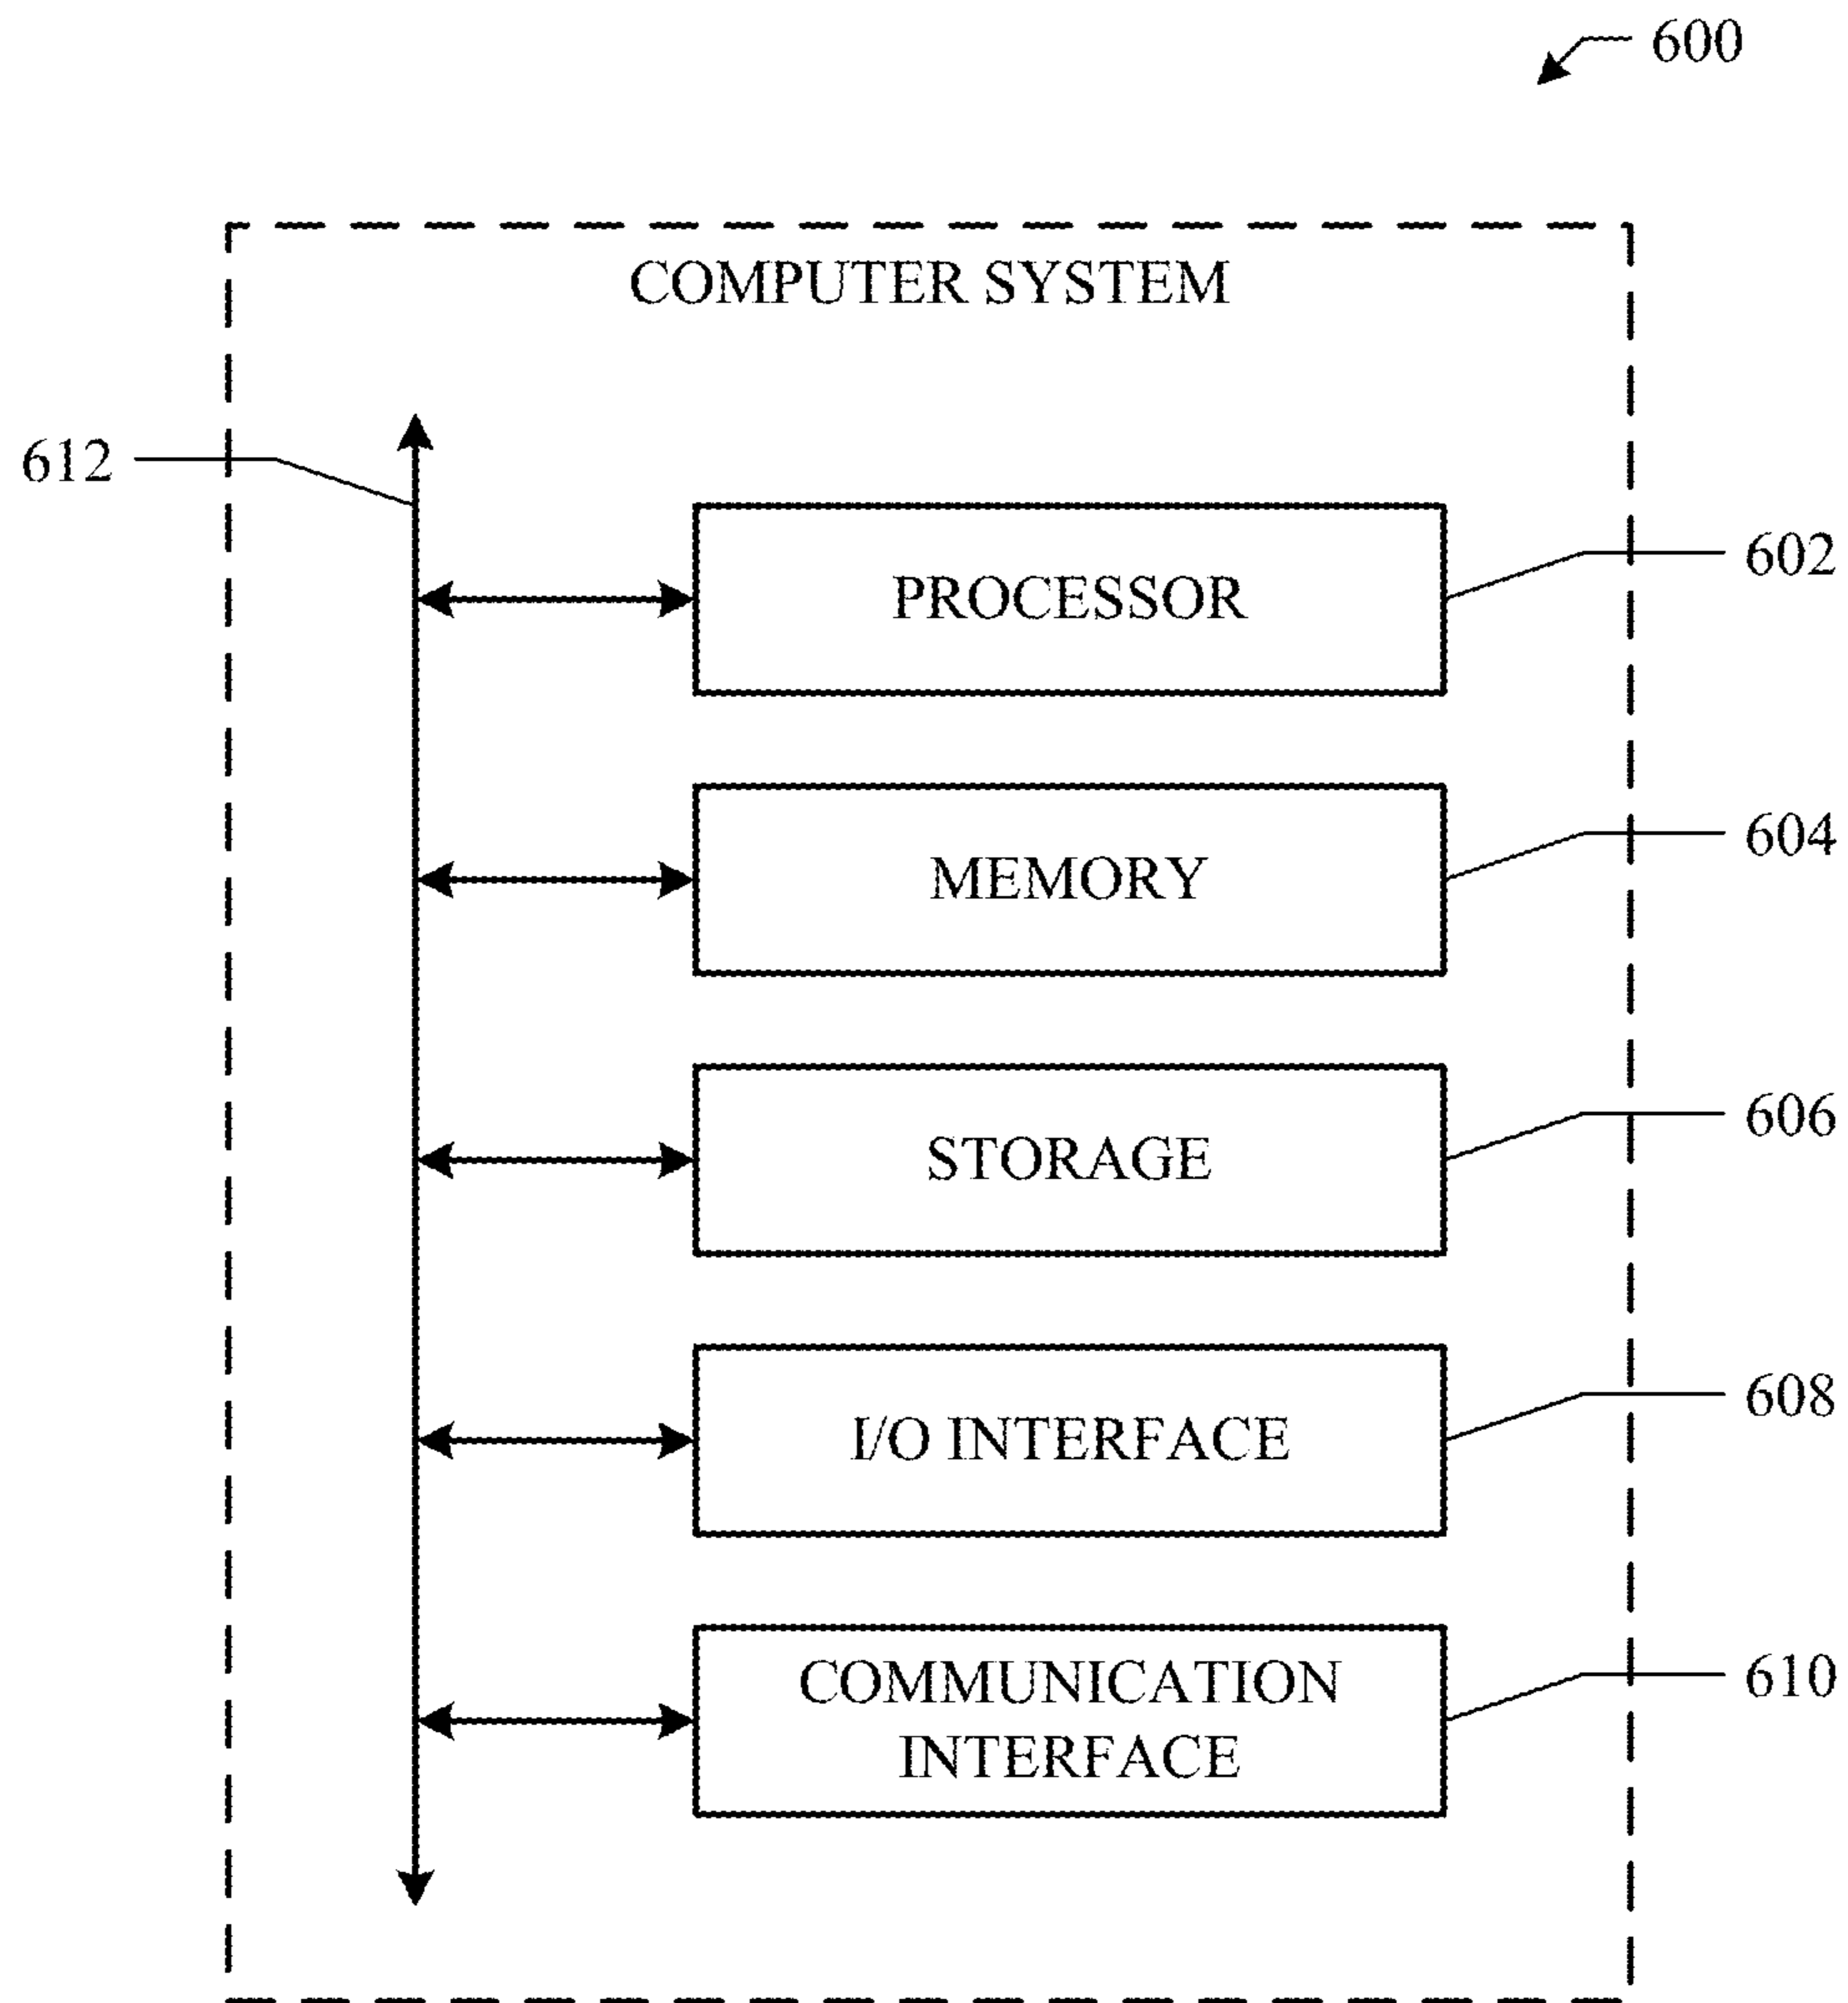 600
COMPUTER SYSTEM
612
PROCESSOR
602
MEMORY
604
STORAGE
606
I/O INTERFACE
608
COMMUNICATION
INTERFACE
610